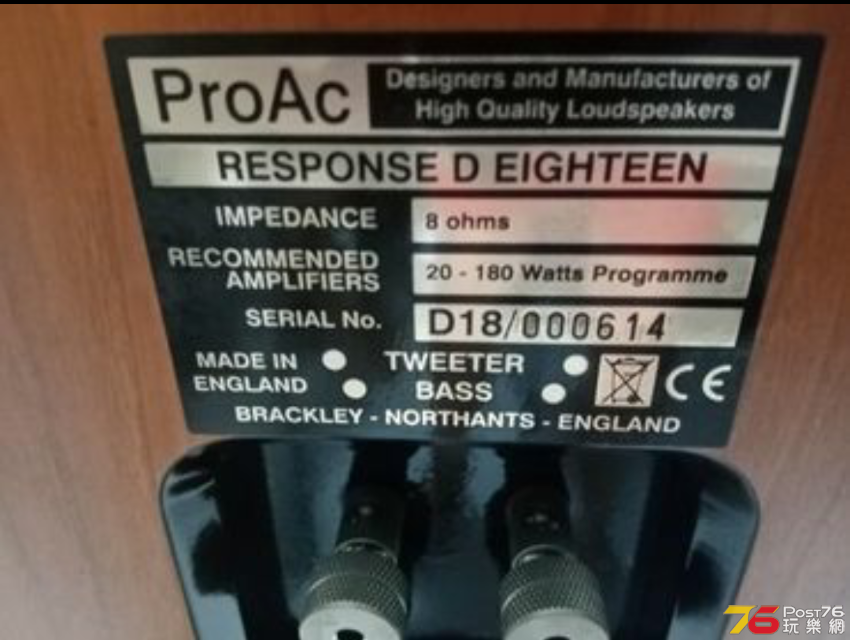 ProAc
Designers and Manufacturers of
High Quality Loudspeakers
RESPONSE D EIGHTEEN
IMPEDANCE 8 ohms
RECOMMENDED
AMPLIFIERS 20 - 180 Watts Programme
SERIAL No. D18/000614
MADE IN
ENGLAND
TWEETER
BASS
CE
BRACKLEY - NORTHANTS - ENGLAND
76 POST76
玩樂網